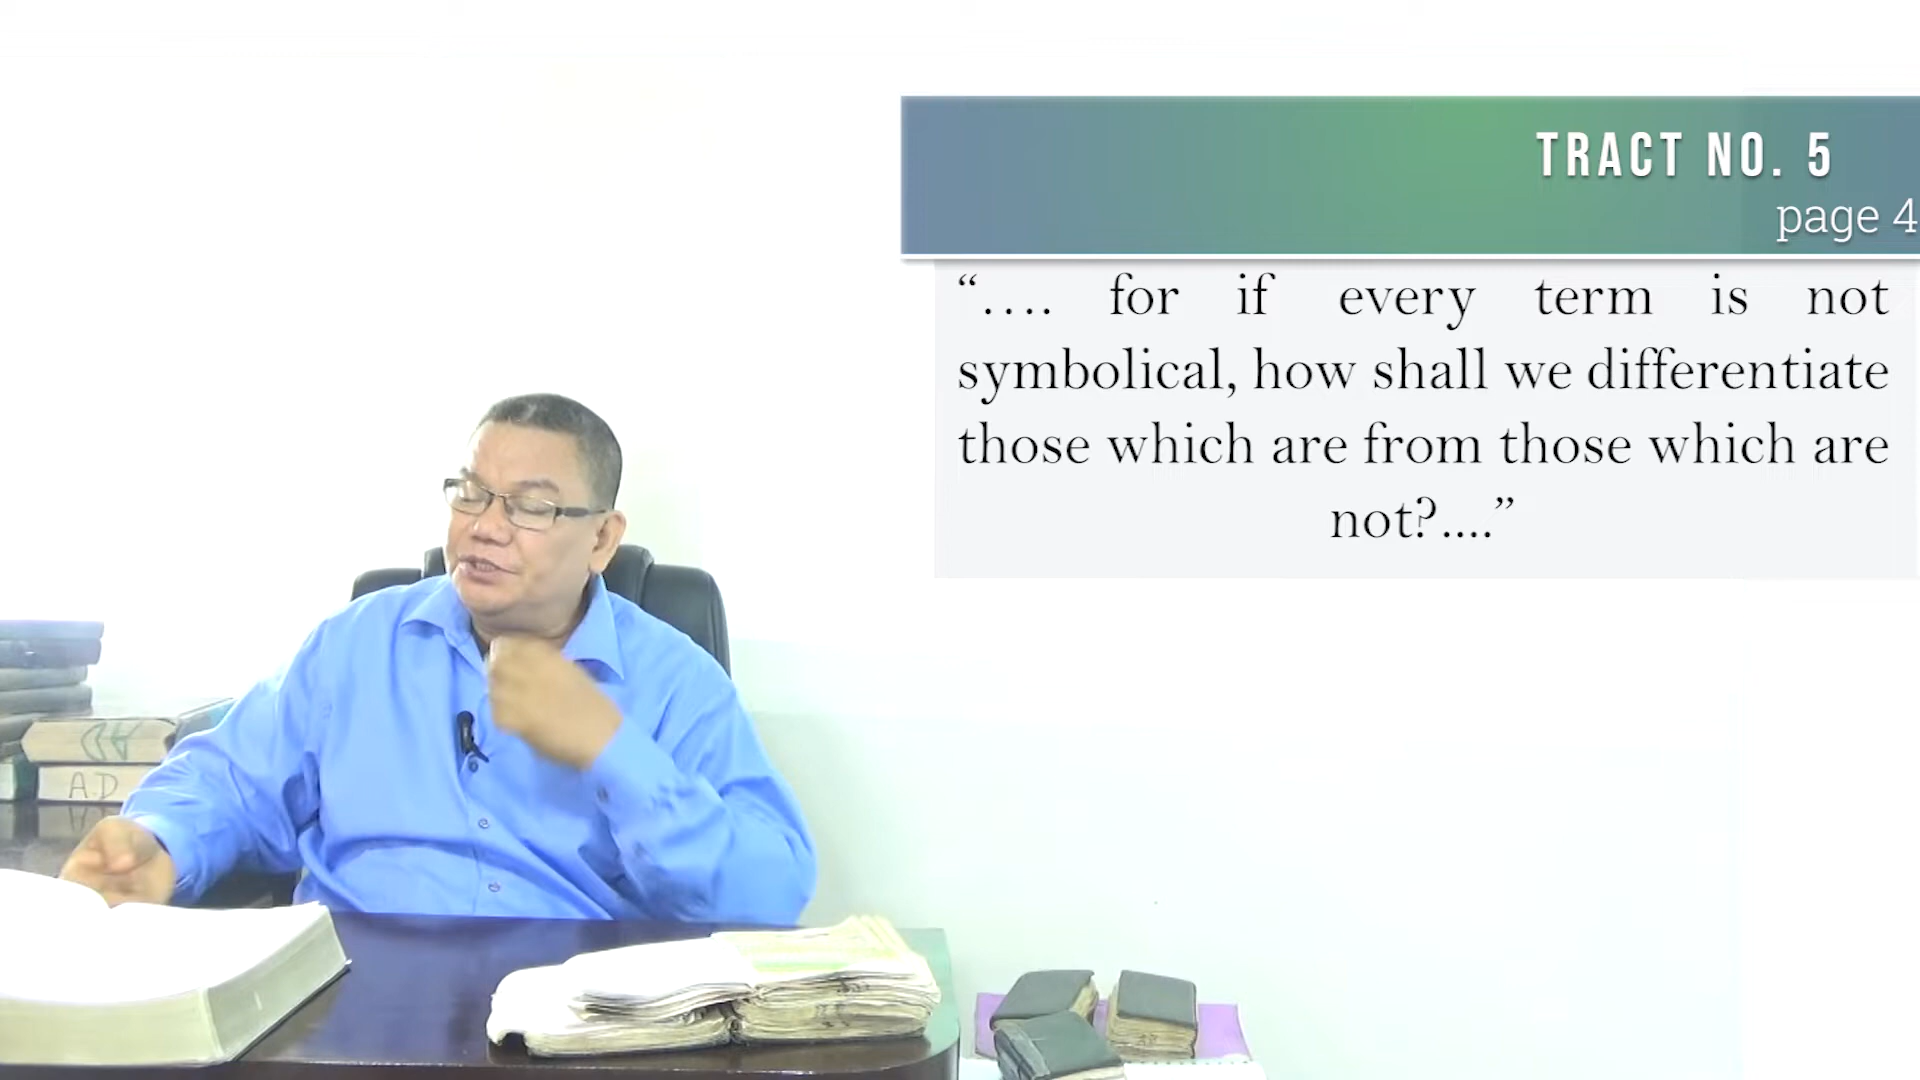 TRACT NO. 5
page 4
“.... for if every term is not
symbolical, how shall we differentiate
those which are from those which are
not?....”
A.D